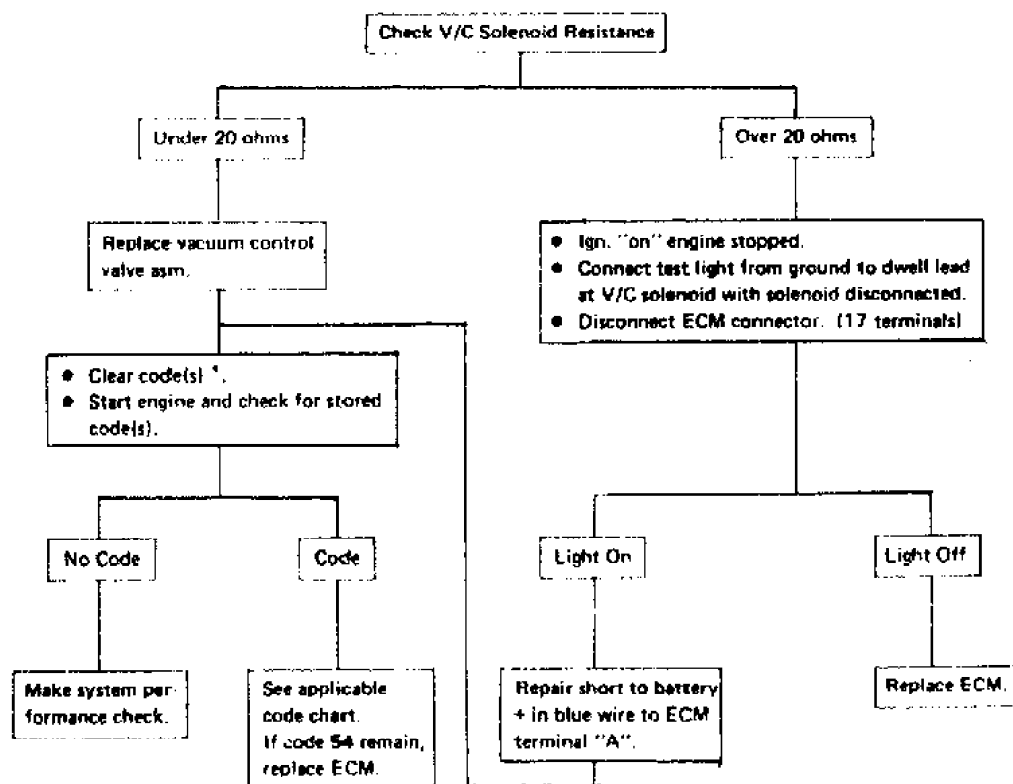 Check V/C Solenoid Resistance
Under 20 ohms
Over 20 ohms
Replace vacuum control
valve asm.
● Ign. "on" engine stopped.
● Connect test light from ground to dwell lead
at V/C solenoid with solenoid disconnected.
● Disconnect ECM connector. (17 terminals)
● Clear code(s) *.
● Start engine and check for stored
code(s).
No Code
Code
Light On
Light Off
Make system per-
formance check.
See applicable
code chart.
If code 54 remain,
replace ECM.
Repair short to battery
+ in blue wire to ECM
terminal "A".
Replace ECM.